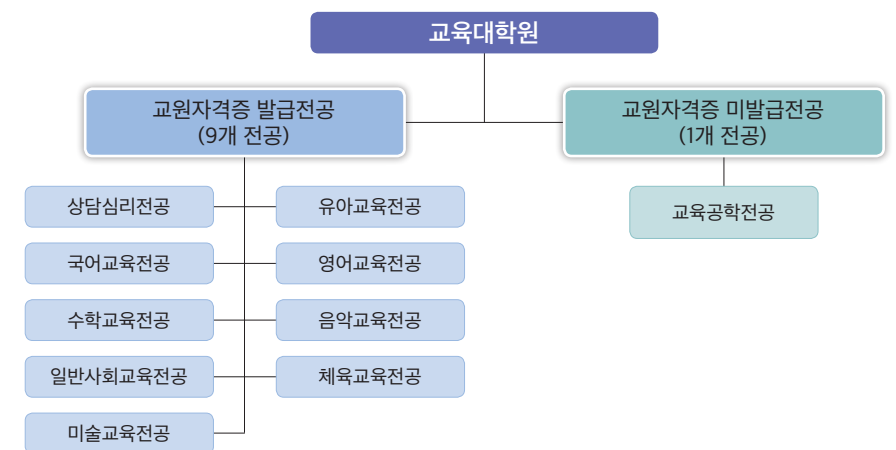 교육대학원
교원자격증 발급전공
(9개 전공)
교원자격증 미발급전공
(1개 전공)
상담심리전공
유아교육전공
교육공학전공
국어교육전공
영어교육전공
수학교육전공
음악교육전공
일반사회교육전공
체육교육전공
미술교육전공